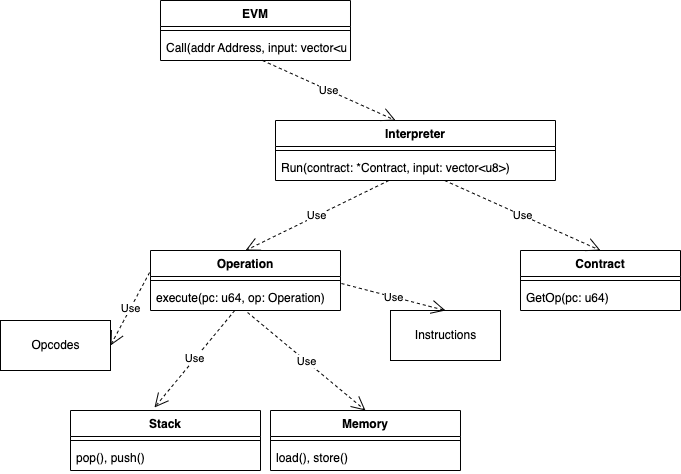 EVM
Call(addr Address, input: vector<u
Use
Interpreter
Run(contract: *Contract, input: vector<u8>)
Use
Use
Operation
execute(pc: u64, op: Operation)
Contract
GetOp(pc: u64)
Use
Use
Opcodes
Instructions
Use
Use
Stack
pop(), push()
Memory
load(), store()